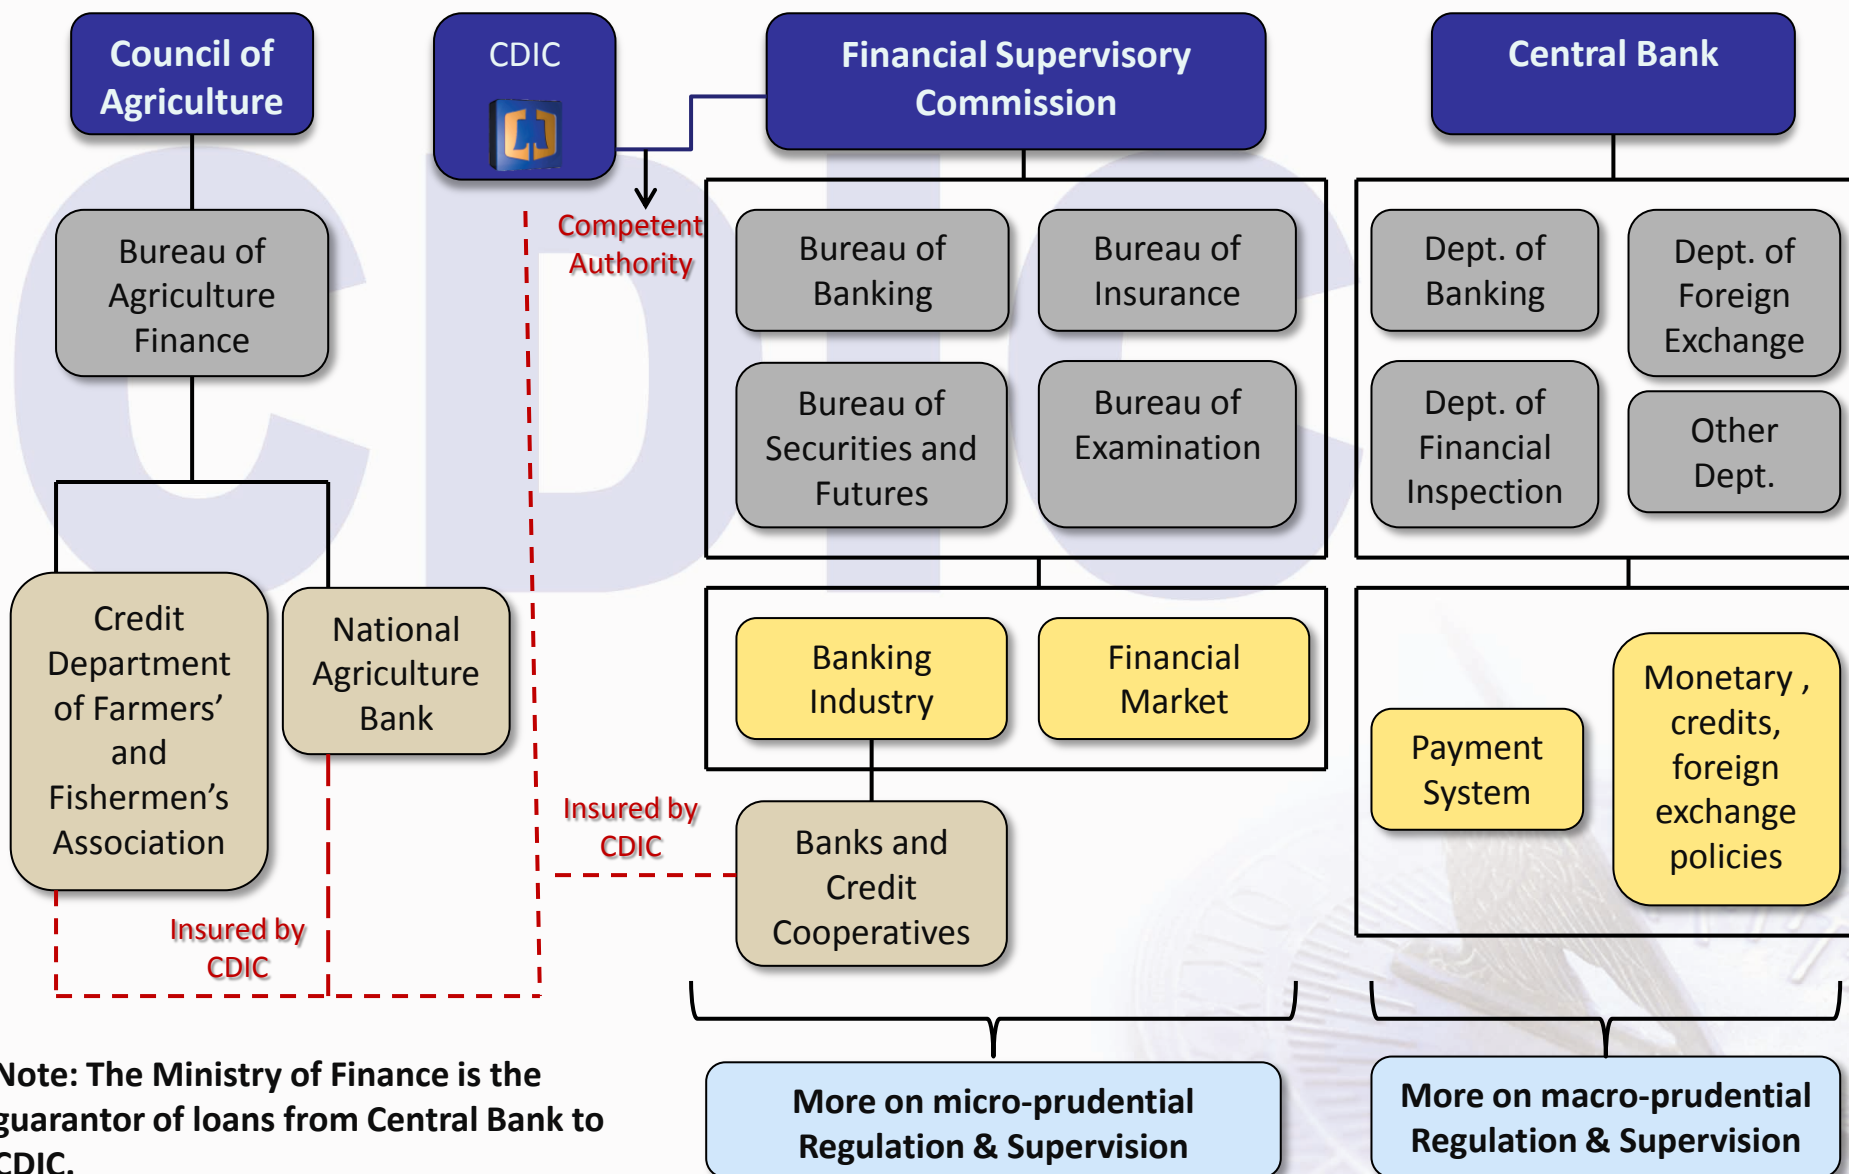 Council of
Agriculture
CDIC
Financial Supervisory
Commission
Central Bank
Bureau of
Agriculture
Finance
Competent
Authority
Bureau of
Banking
Bureau of
Insurance
Bureau of
Securities and
Futures
Bureau of
Examination
Dept. of
Banking
Dept. of
Foreign
Exchange
Dept. of
Financial
Inspection
Other
Dept.
Credit
Department
of Farmers’
and
Fishermen’s
Association
National
Agriculture
Bank
Insured by
CDIC
Banking
Industry
Financial
Market
Insured by
CDIC
Banks and
Credit
Cooperatives
Payment
System
Monetary ,
credits,
foreign
exchange
policies
Note: The Ministry of Finance is the
guarantor of loans from Central Bank to
CDIC.
More on micro-prudential
Regulation & Supervision
More on macro-prudential
Regulation & Supervision
CDIC